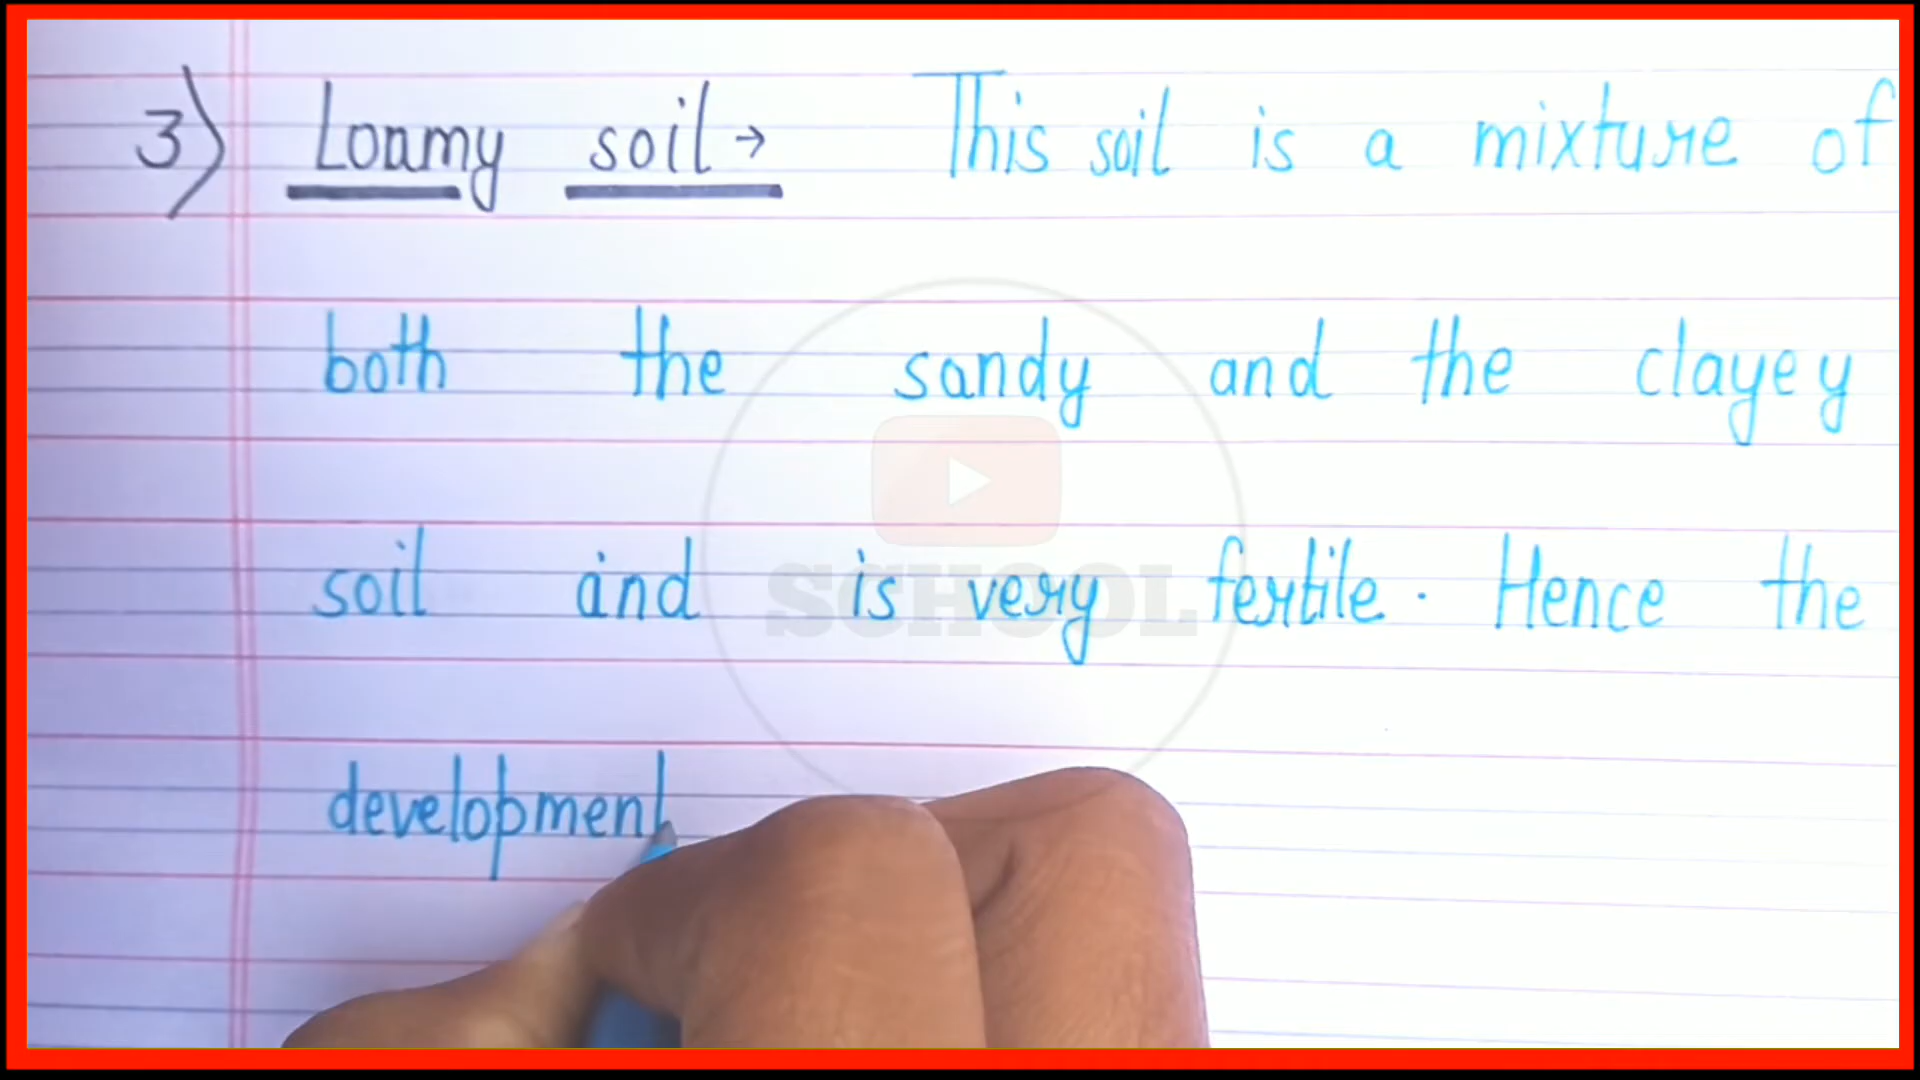 3) Loamy soil → This soil is a mixture of
both the sandy and the clayey
soil and is very fertile. Hence the
SCHOOL
development